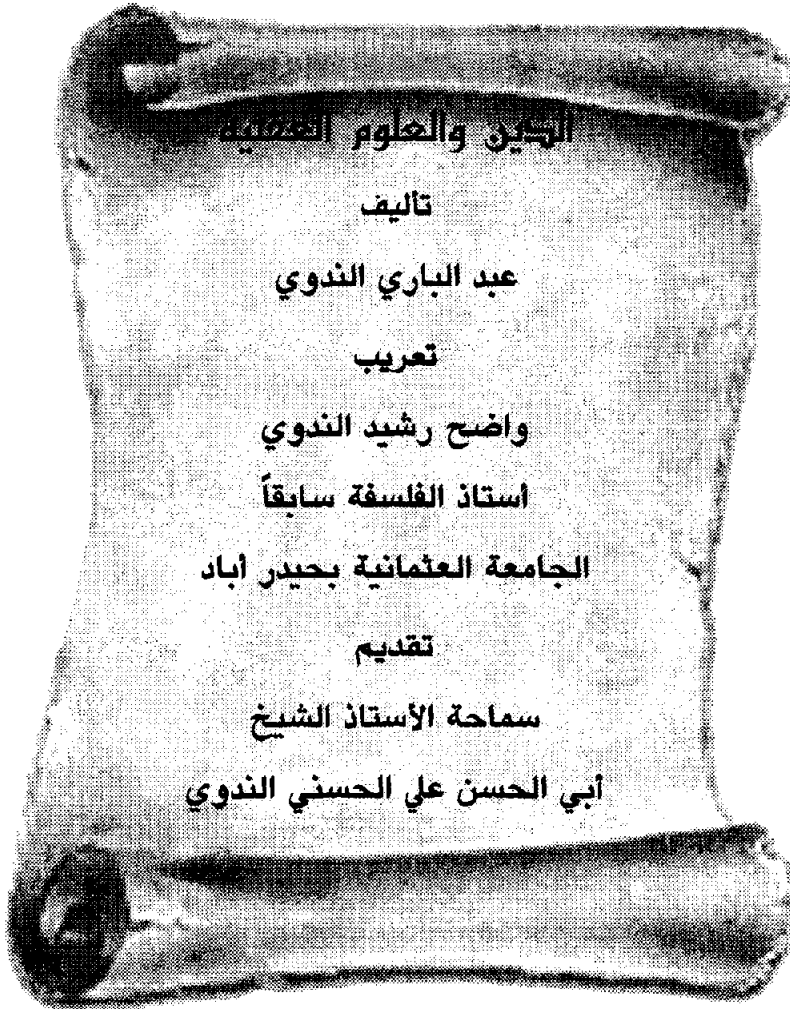 الدين والعلوم العقلية
تأليف
عبد الباري الندوي
تعريب
واضح رشيد الندوي
أستاذ الفلسفة سابقاً
الجامعة العثمانية بحيدر أباد
تقديم
سماحة الأستاذ الشيخ
أبي الحسن علي الحسني الندوي